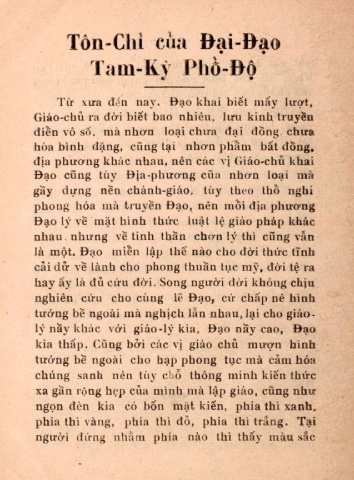 Tôn-Chỉ của Đại-Đạo
Tam-Kỳ Phổ-Độ
Từ xưa đến nay. Đạo khai biết mấy lượt,
Giáo-chủ ra đời biết bao nhiêu, lưu kinh truyền
điển vô số. mà nhơn loại chưa đại đồng, chưa
hòa bình đặng, cũng tại nhơn phẩm bất đồng,
địa phương khác nhau, nên các vị Giáo-chủ khai
Đạo cũng tùy Địa-phương của nhơn loại mà
gầy dựng nên chánh-giáo, tùy theo thổ nghi
phong hóa mà truyền Đạo, nên mỗi địa phương
Đạo lý về mặt hình thức luật lệ giáo pháp khác
nhau. nhưng về tinh thần chơn lý thì cũng vẫn
là một. Đạo miễn lập thế nào cho đời thức tĩnh
cải dử về lành cho phong thuần tục mỹ, đời tệ ra
hay ấy là đủ cứu đời. Song người đời không chịu
nghiên cứu cho cùng lẽ Đạo, cứ chấp nê hình
tướng bề ngoài mà nghịch lẫn nhau, lại cho giáo-
lý nầy khác với giáo-lý kia, Đạo nầy cao, Đạo
kia thấp. Cũng bởi các vị giáo chủ mượn hình
tướng bề ngoài cho hạp phong tục mà cảm hóa
chúng sanh nên tùy chỗ thông minh kiến thức
xa gần rộng hẹp của mình mà lập giáo, cũng như
ngọn đèn kia có bốn mặt kiến, phía thì xanh,
phía thì vàng, phía thì đỏ, phía thì trắng. Tại
người đứng nhằm phía nào thì thấy màu sắc